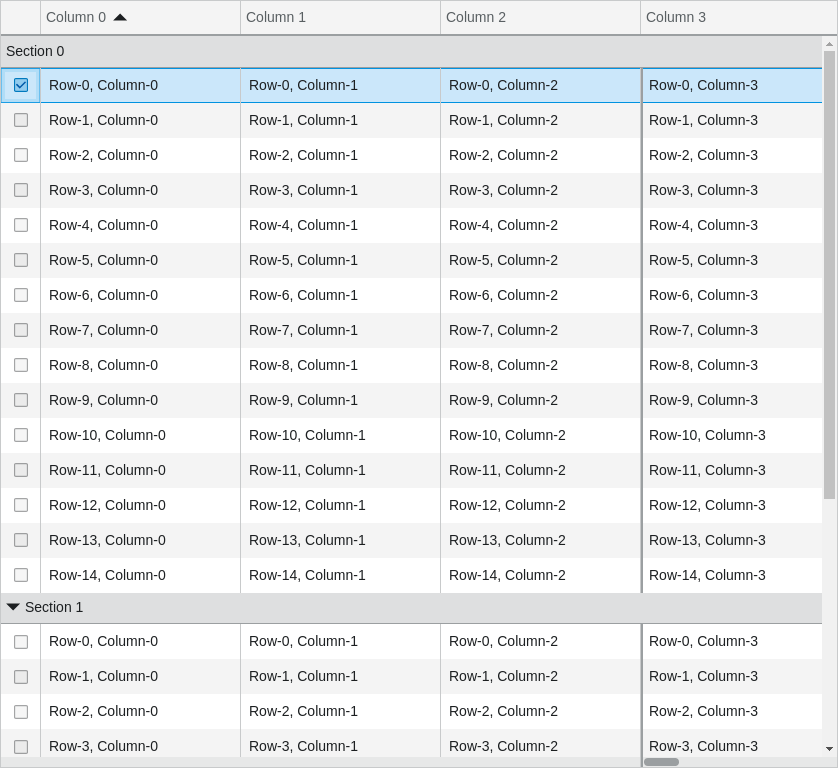 Column 0 Column 1 Column 2 Column 3
Section 0
Row-0, Column-0 Row-0, Column-1 Row-0, Column-2 Row-0, Column-3
Row-1, Column-0 Row-1, Column-1 Row-1, Column-2 Row-1, Column-3
Row-2, Column-0 Row-2, Column-1 Row-2, Column-2 Row-2, Column-3
Row-3, Column-0 Row-3, Column-1 Row-3, Column-2 Row-3, Column-3
Row-4, Column-0 Row-4, Column-1 Row-4, Column-2 Row-4, Column-3
Row-5, Column-0 Row-5, Column-1 Row-5, Column-2 Row-5, Column-3
Row-6, Column-0 Row-6, Column-1 Row-6, Column-2 Row-6, Column-3
Row-7, Column-0 Row-7, Column-1 Row-7, Column-2 Row-7, Column-3
Row-8, Column-0 Row-8, Column-1 Row-8, Column-2 Row-8, Column-3
Row-9, Column-0 Row-9, Column-1 Row-9, Column-2 Row-9, Column-3
Row-10, Column-0 Row-10, Column-1 Row-10, Column-2 Row-10, Column-3
Row-11, Column-0 Row-11, Column-1 Row-11, Column-2 Row-11, Column-3
Row-12, Column-0 Row-12, Column-1 Row-12, Column-2 Row-12, Column-3
Row-13, Column-0 Row-13, Column-1 Row-13, Column-2 Row-13, Column-3
Row-14, Column-0 Row-14, Column-1 Row-14, Column-2 Row-14, Column-3
Section 1
Row-0, Column-0 Row-0, Column-1 Row-0, Column-2 Row-0, Column-3
Row-1, Column-0 Row-1, Column-1 Row-1, Column-2 Row-1, Column-3
Row-2, Column-0 Row-2, Column-1 Row-2, Column-2 Row-2, Column-3
Row-3, Column-0 Row-3, Column-1 Row-3, Column-2 Row-3, Column-3